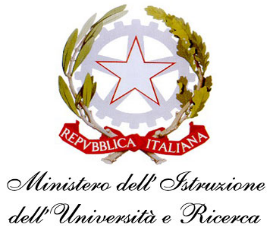 REPVBBLICA ITALIANA
Ministero dell' Istruzione
dell'Università e Ricerca